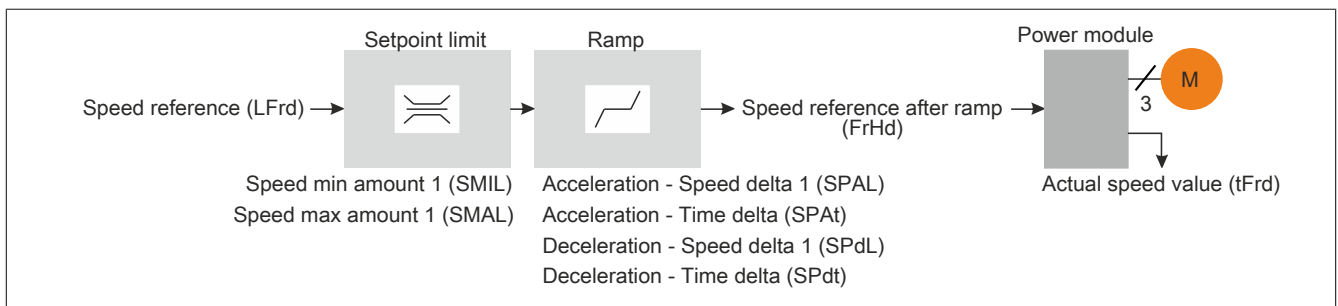 Setpoint limit
Ramp
Power module
Speed reference (LFrd)
Speed reference after ramp
(FrHd)
M
3
Speed min amount 1 (SMIL)
Speed max amount 1 (SMAL)
Acceleration - Speed delta 1 (SPAL)
Acceleration - Time delta (SPAt)
Deceleration - Speed delta 1 (SPdL)
Deceleration - Time delta (SPdt)
Actual speed value (tFrd)